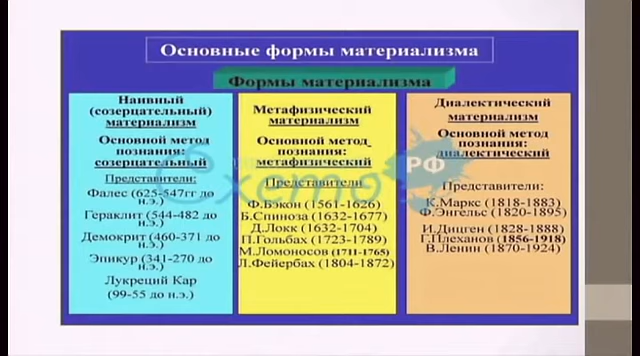 Основные формы материализма
Формы материализма
Наивный
(созерцательный)
материализм
Основной метод
познания:
созерцательный
Представители:
Фалес (625-547гг до
н.э.)
Гераклит (544-482 до
н.э.)
Демокрит (460-371 до
н.э.)
Эпикур (341-270 до
н.э.)
Лукреций Кар
(99-55 до н.э.)
Метафизический
материализм
Основной метод
познания:
метафизический
Представители
Ф.Бэкон (1561-1626)
Б.Спиноза (1632-1677)
Д.Локк (1632-1704)
П.Гольбах (1723-1789)
М.Ломоносов (1711-1765)
Л.Фейербах (1804-1872)
Диалектический
материализм
Основной метод
познания:
диалектический
Представители:
К.Маркс (1818-1883)
Ф.Энгельс (1820-1895)
И.Дицген (1828-1888)
Г.Плеханов (1856-1918)
В.Ленин (1870-1924)
Схемо
РФ